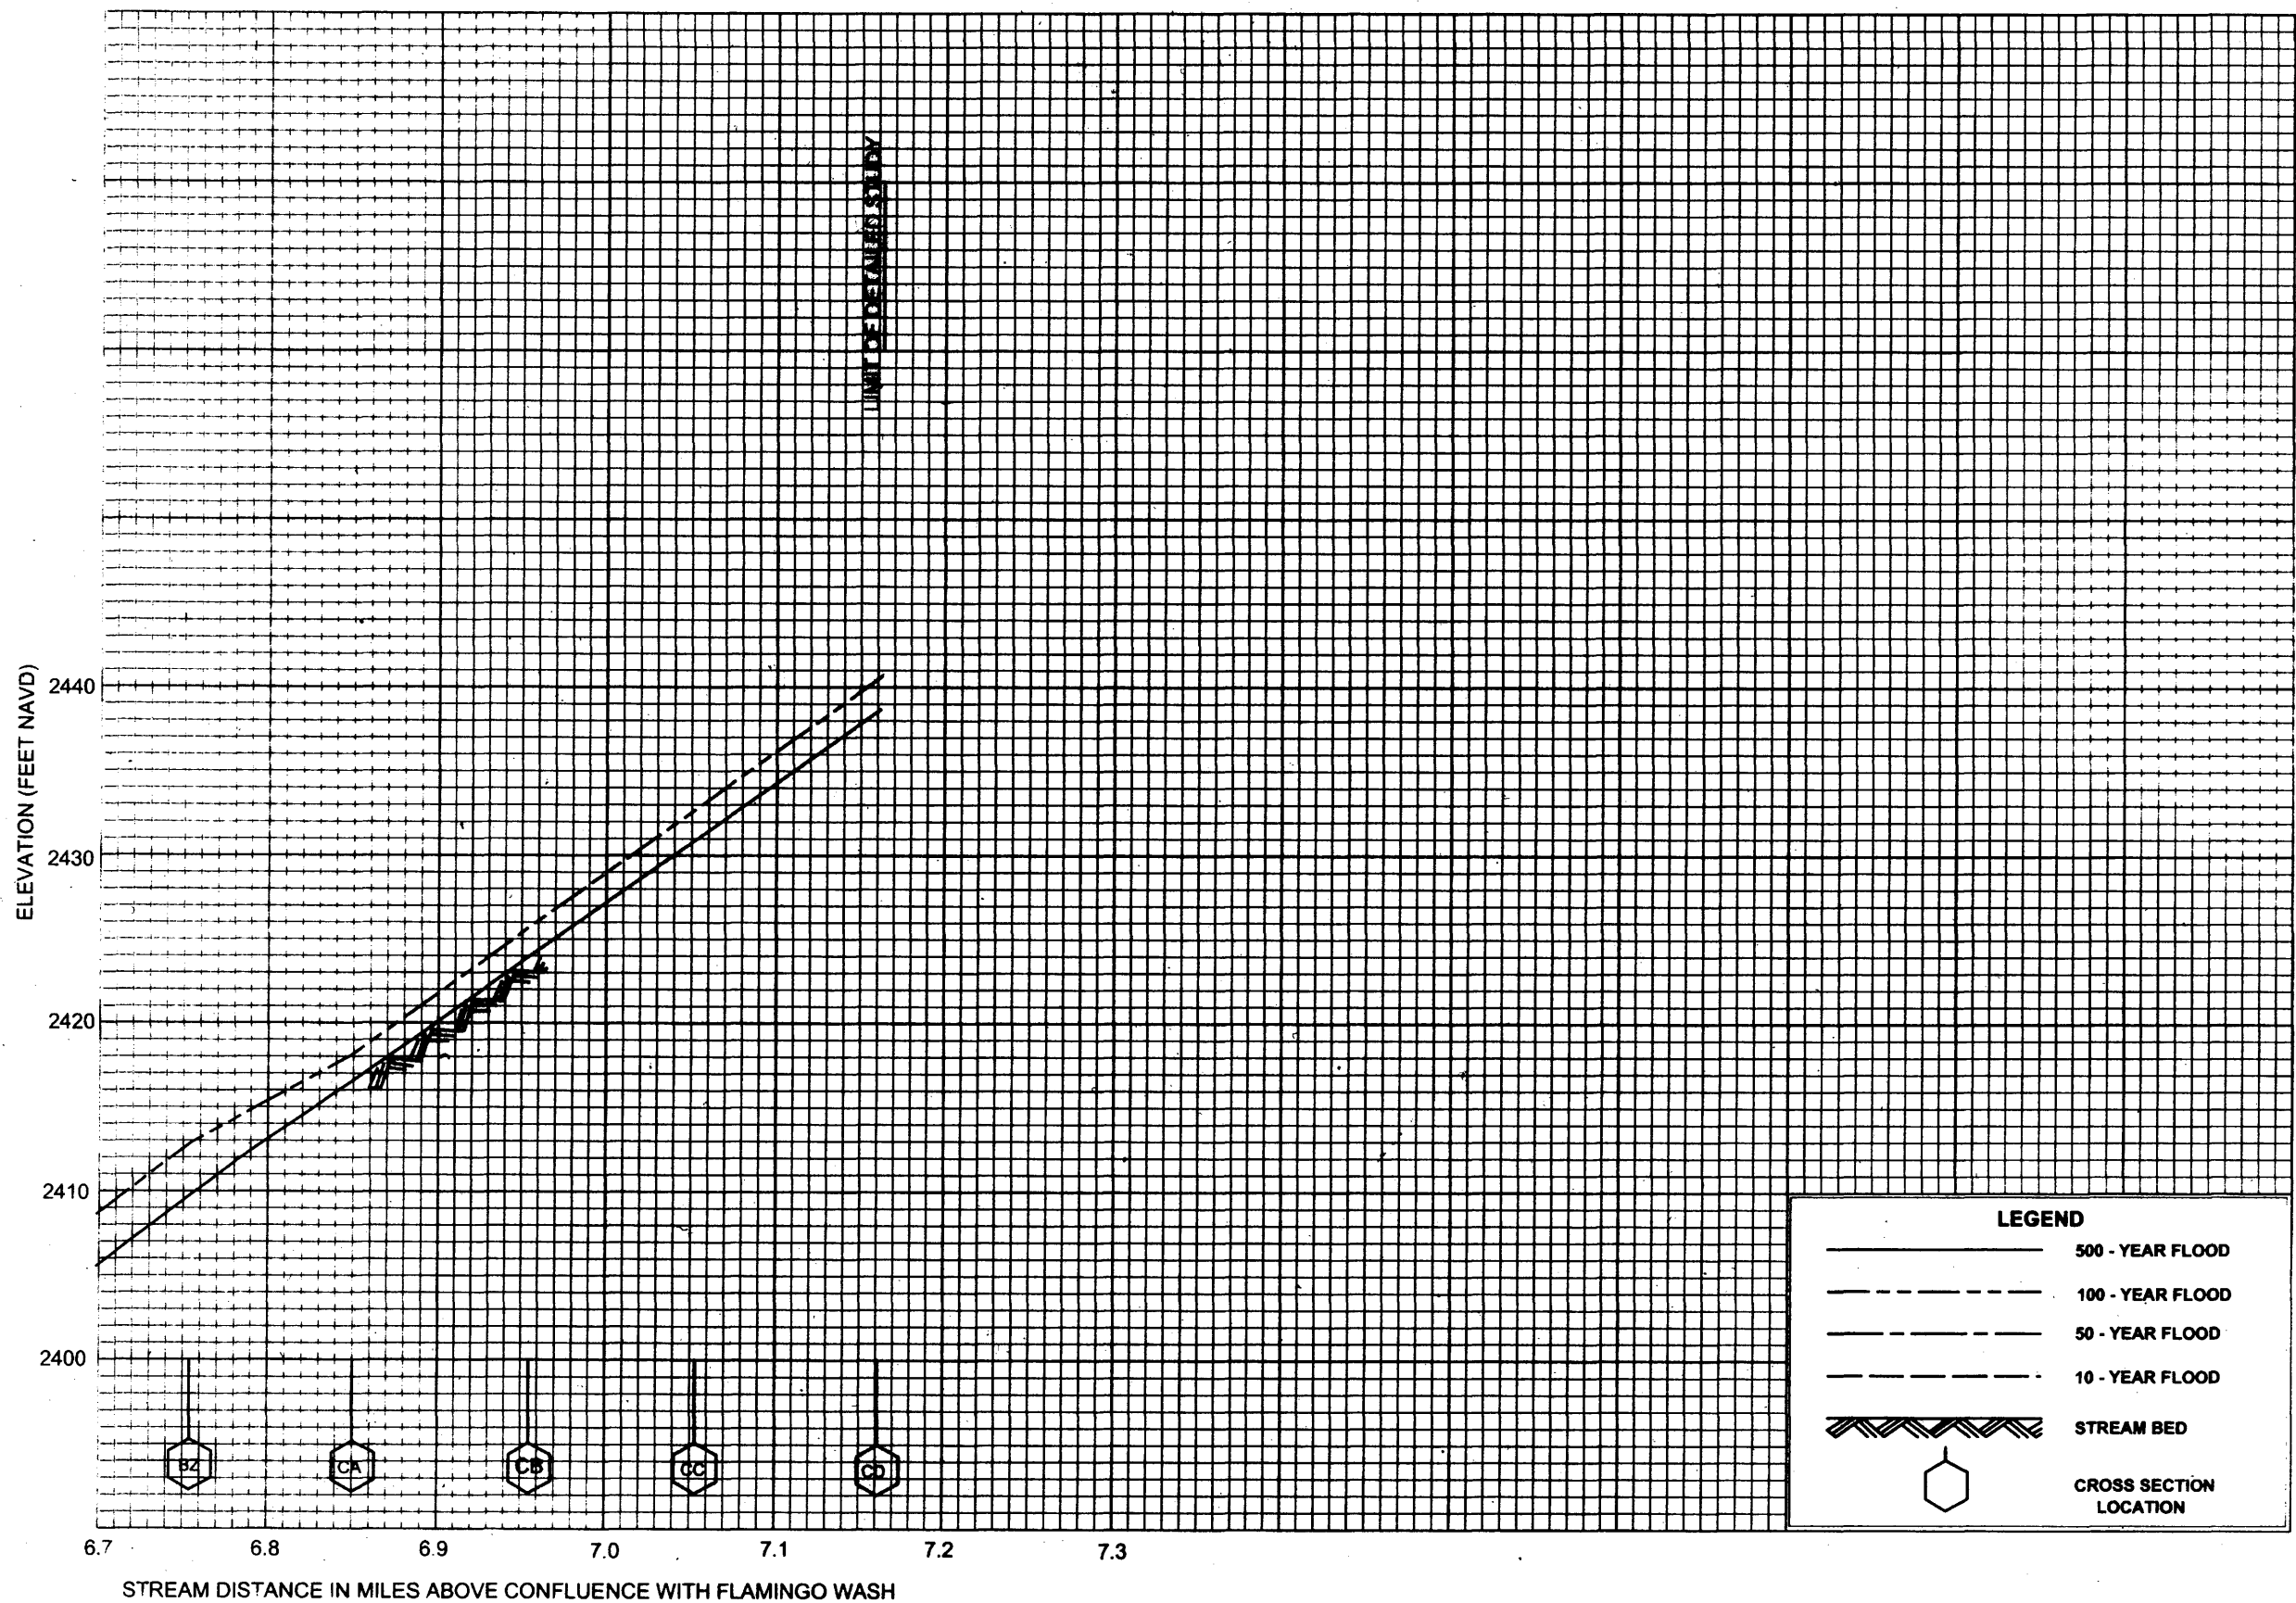 LIMIT OF DETAILED STUDY
ELEVATION (FEET NAVD)
2440
2430
2420
2410
2400
BZ
CA
CB
CC
CD
6.7
6.8
6.9
7.0
7.1
7.2
7.3
STREAM DISTANCE IN MILES ABOVE CONFLUENCE WITH FLAMINGO WASH
LEGEND
500 - YEAR FLOOD
100 - YEAR FLOOD
50 - YEAR FLOOD
10 - YEAR FLOOD
STREAM BED
CROSS SECTION
LOCATION